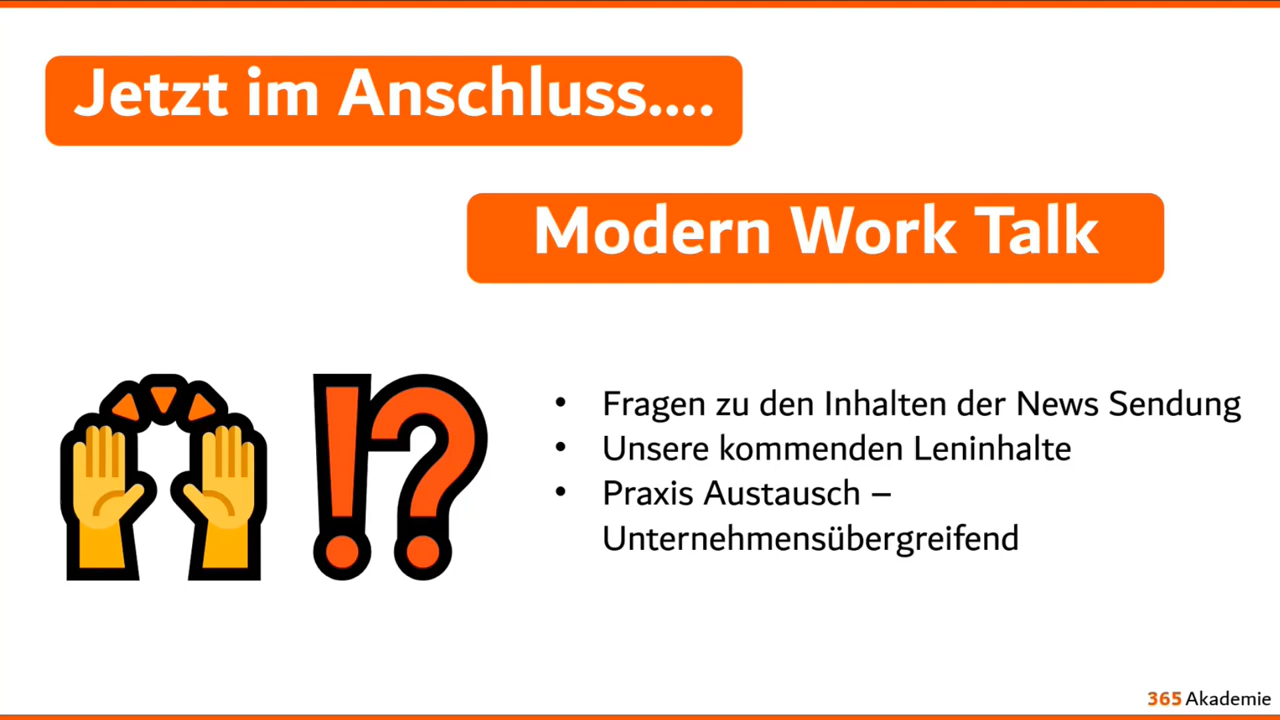 Jetzt im Anschluss....
Modern Work Talk
• Fragen zu den Inhalten der News Sendung
• Unsere kommenden Leninhalte
• Praxis Austausch –
Unternehmensübergreifend
365 Akademie